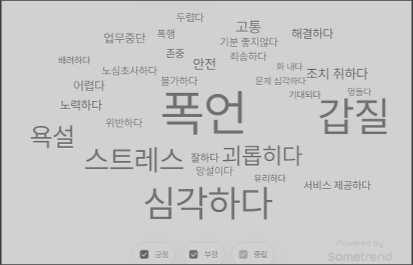 두렵다
고통
업무중단
폭행
해결하다
기분 좋지않다
존중
죄송하다
배려하다
안전
노심초사하다
화 내다
조치 취하다
문제 심각하다
불가하다
어렵다
기대되다
멍들다
폭언
갑질
노력하다
위반하다
욕설
스트레스
잘하다
괴롭히다
망설이다
유리하다
심각하다
서비스 제공하다
Powered by
Sometrend
긍정
부정
중립